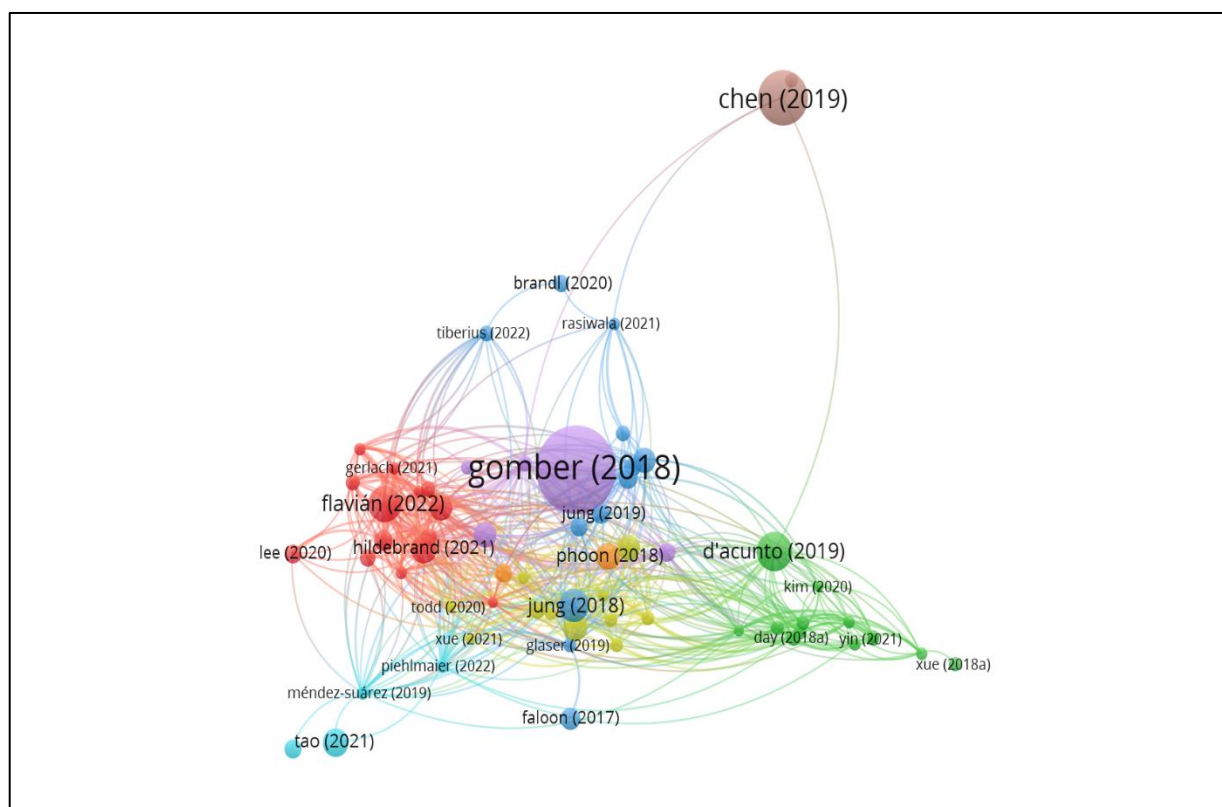 chen (2019)
brandl (2020)
tiberius (2022)
rasiwala (2021)
gerlach (2021)
gomber (2018)
flavián (2022)
jung (2019)
lee (2020)
hildebrand (2021)
phoon (2018)
d'acunto (2019)
kim (2020)
todd (2020)
jung (2018)
xue (2021)
glaser (2019)
day (2018a)
yin (2021)
piehlmaier (2022)
xue (2018a)
méndez-suárez (2019)
faloon (2017)
tao (2021)